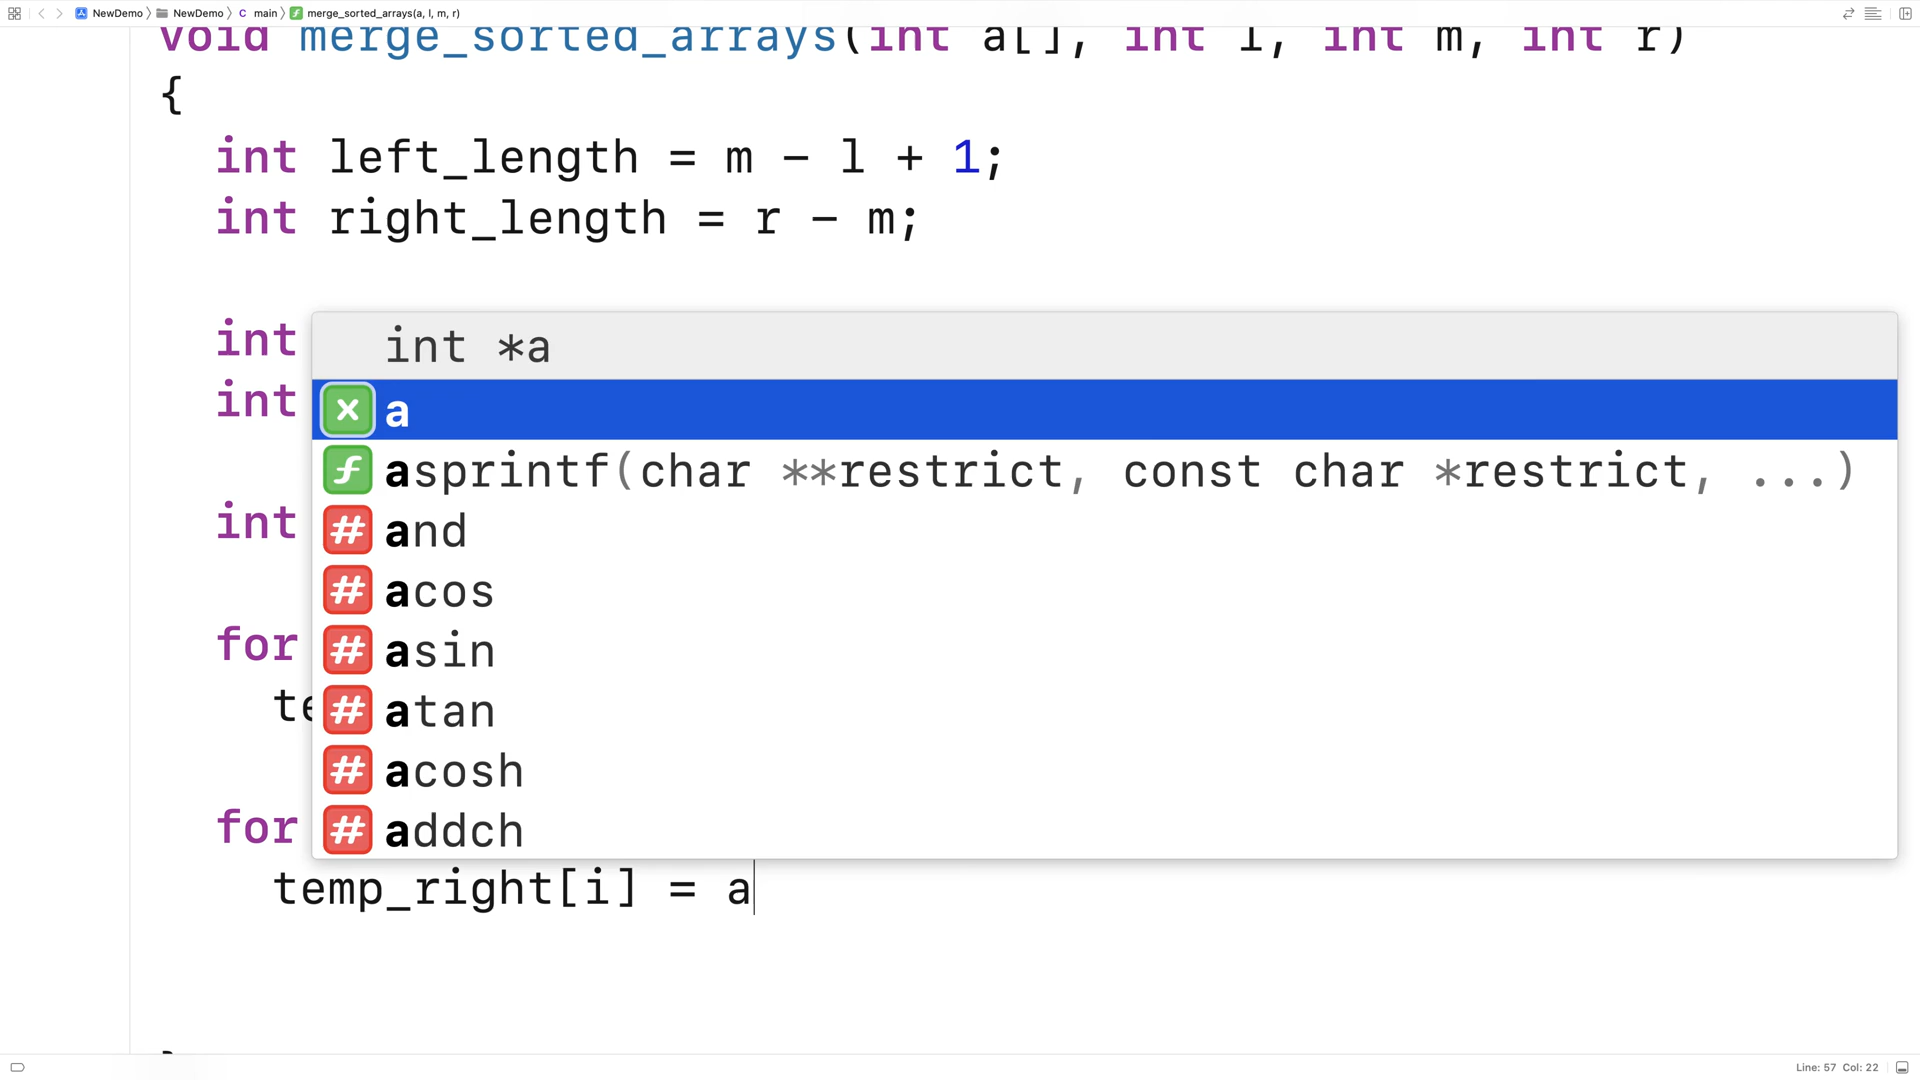 NewDemo NewDemo C main merge_sorted_arrays(a, l, m, r)
void merge_sorted_arrays(int a[], int l, int m, int r)
{
int left_length = m - l + 1;
int right_length = r - m;
int
int *a
a
int
asprintf(char **restrict, const char *restrict, ...)
int
and
acos
for
asin
te
atan
acosh
for
addch
temp_right[i] = a
Line: 57 Col: 22